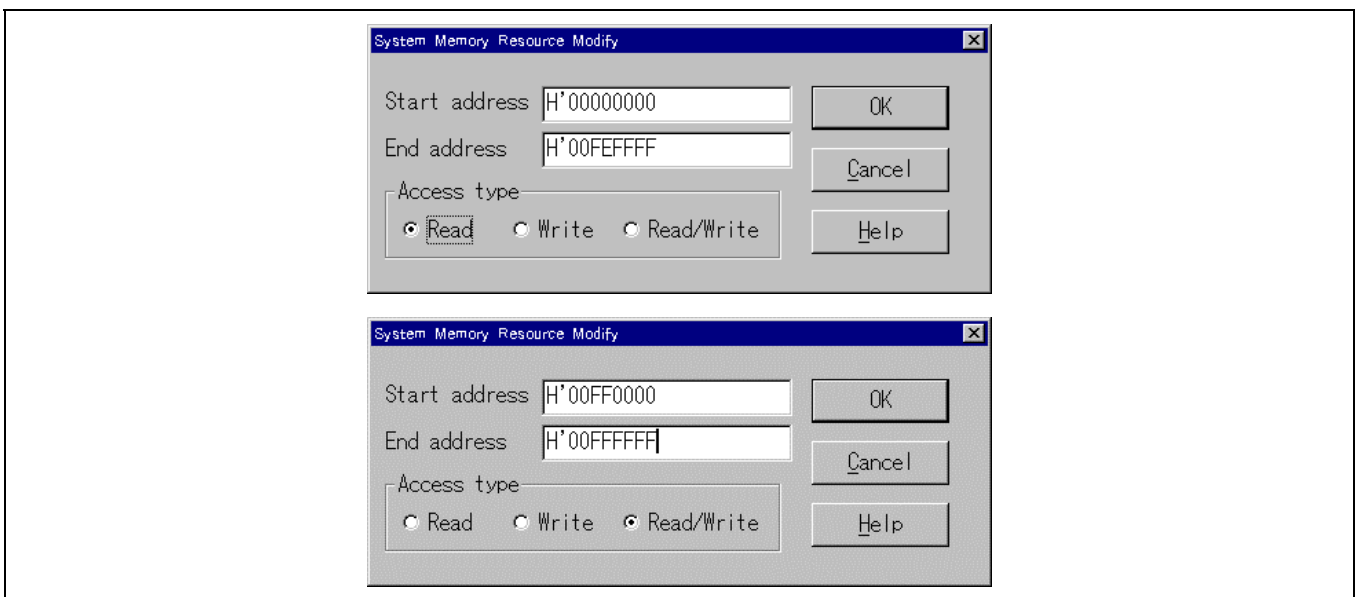 System Memory Resource Modify
Start address H'00000000 OK
End address H'00FEFFFF
Cancel
Access type
Read Write Read/Write Help
System Memory Resource Modify
Start address H'00FF0000 OK
End address H'00FFFFFF
Cancel
Access type
Read Write Read/Write Help